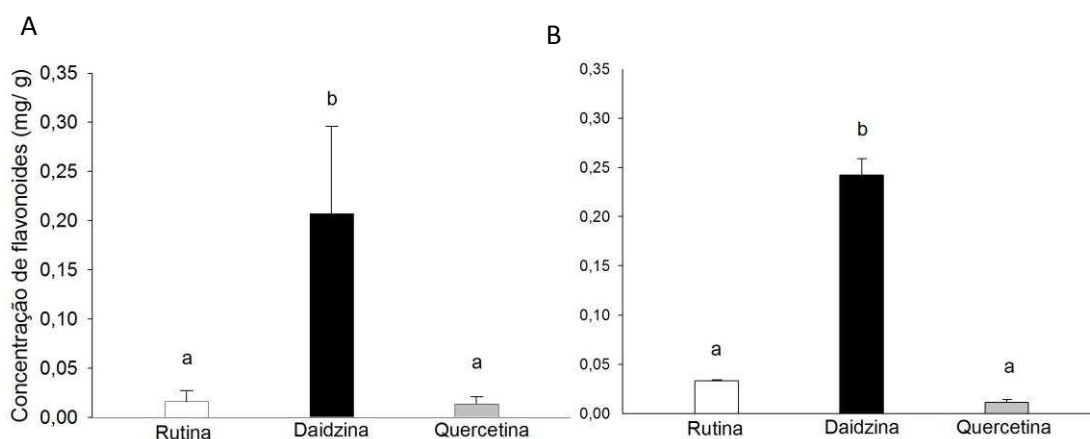 A
Concentração de flavonoides (mg/ g)
0,35
0,30
0,25
0,20
0,15
0,10
0,05
0,00
a
b
a
Rutina
Daidzina
Quercetina
B
0,35
0,30
0,25
0,20
0,15
0,10
0,05
0,00
a
b
a
Rutina
Daidzina
Quercetina